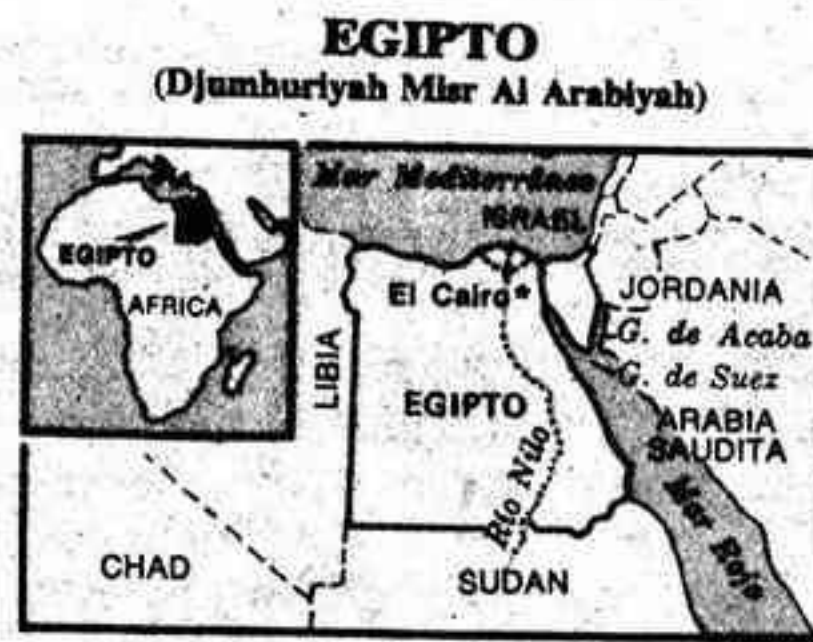 EGIPTO
(Djumhuriyah Misr Al Arabiyah)
Mar Mediterráneo
ISRAEL
EGIPTO
AFRICA
El Cairo*
JORDANIA
G. de Acaba
G. de Suez
LIBIA
EGIPTO
ARABIA
SAUDITA
Río Nilo
Mar Rojo
CHAD
SUDAN